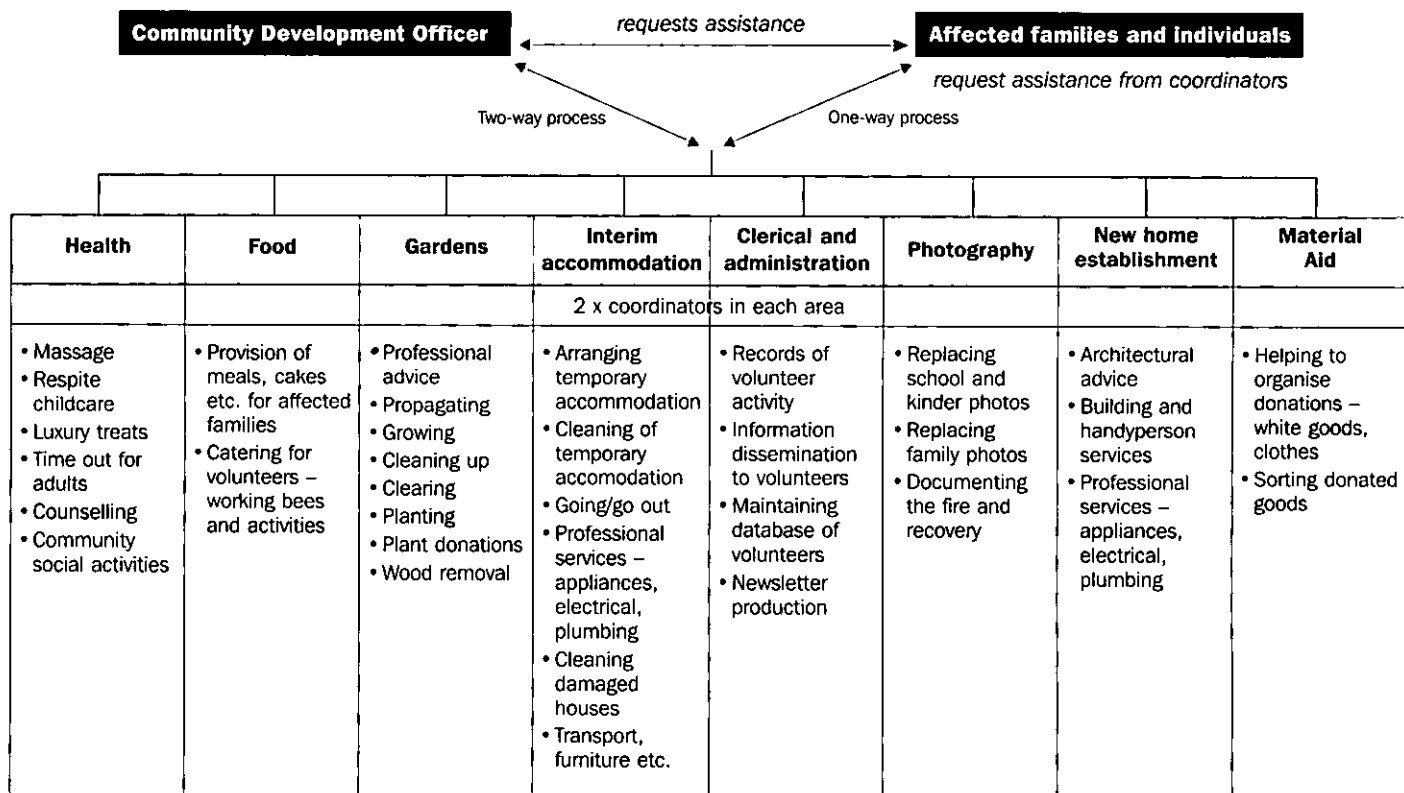 Community Development Officer
requests assistance
Affected families and individuals
request assistance from coordinators
Two-way process
One-way process
Health
Food
Gardens
Interim
accommodation
Clerical and
administration
Photography
New home
establishment
Material
Aid
2 x coordinators in each area
• Massage
• Respite
childcare
• Luxury treats
• Time out for
adults
• Counselling
• Community
social activities
• Provision of
meals, cakes
etc. for affected
families
• Catering for
volunteers –
working bees
and activities
• Professional
advice
• Propagating
• Growing
• Cleaning up
• Clearing
• Planting
• Plant donations
• Wood removal
• Arranging
temporary
accommodation
• Cleaning of
temporary
accomodation
• Going/go out
• Professional
services –
appliances,
electrical,
plumbing
• Cleaning
damaged
houses
• Transport,
furniture etc.
• Records of
volunteer
activity
• Information
dissemination
to volunteers
• Maintaining
database of
volunteers
• Newsletter
production
• Replacing
school and
kinder photos
• Replacing
family photos
• Documenting
the fire and
recovery
• Architectural
advice
• Building and
handyperson
services
• Professional
services –
appliances,
electrical,
plumbing
• Helping to
organise
donations –
white goods,
clothes
• Sorting donated
goods